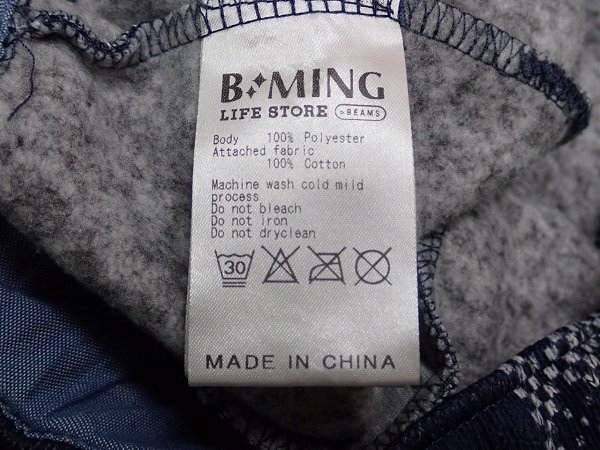 B MING
LIFE STORE by BEAMS
Body 100% Polyester
Attached fabric
100% Cotton
Machine wash cold mild
process
Do not bleach
Do not iron
Do not dryclean
30
MADE IN CHINA